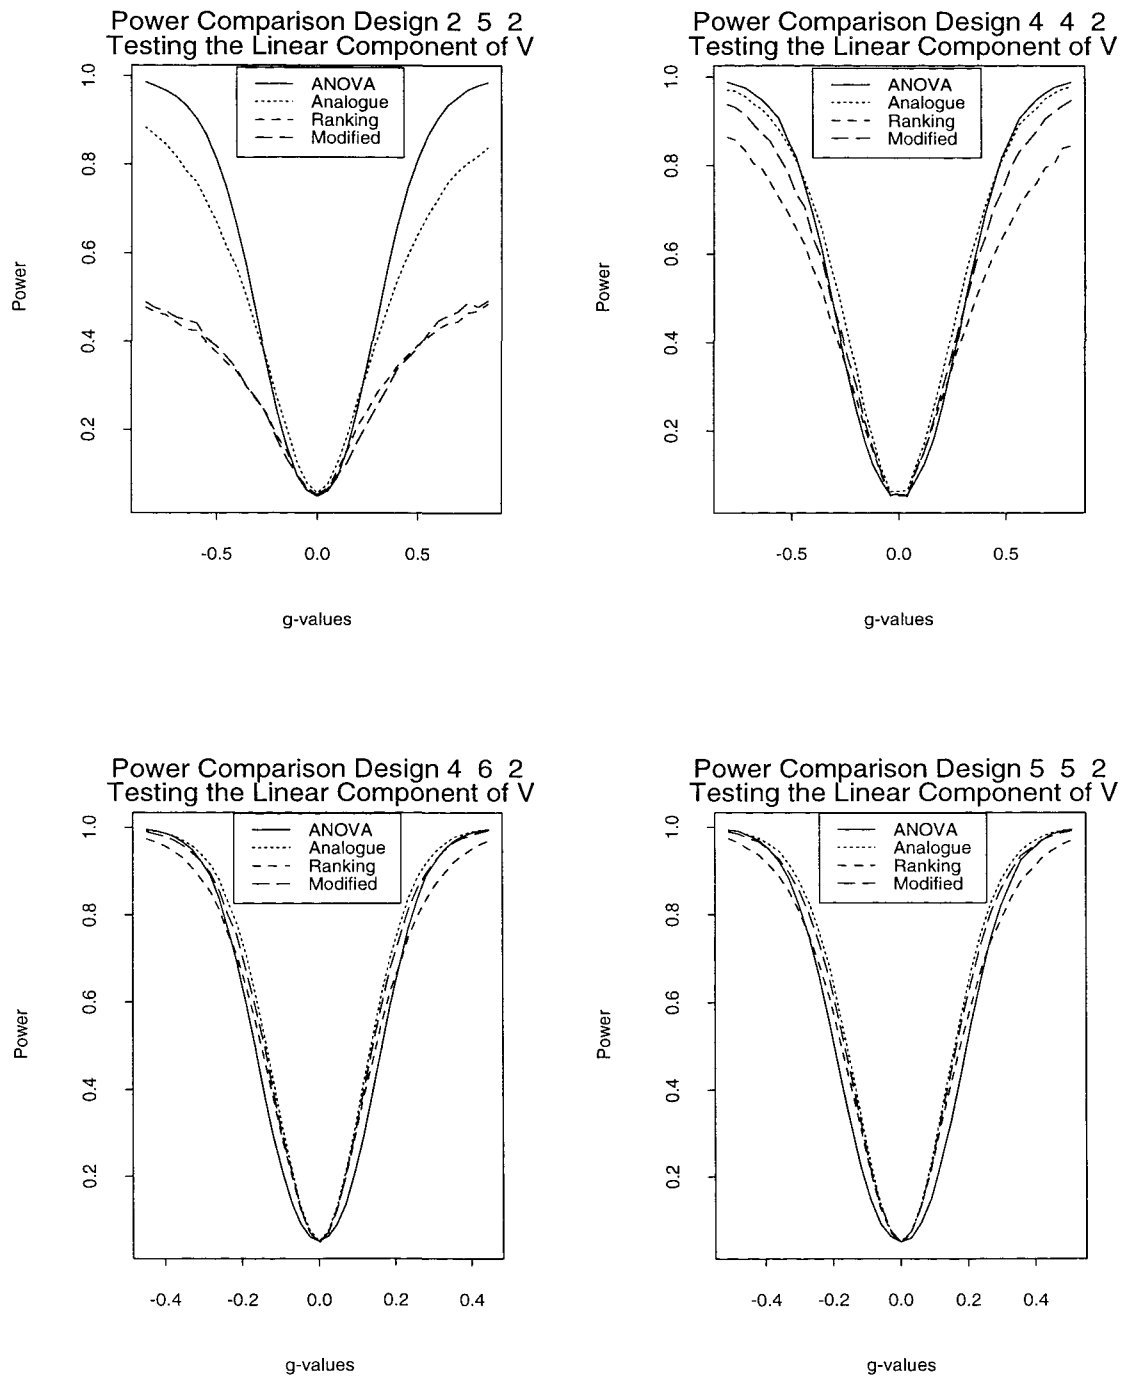 Power Comparison Design 2 5 2
Testing the Linear Component of V
ANOVA
Analogue
Ranking
Modified
Power
1.0
0.8
0.6
0.4
0.2
-0.5 0.0 0.5
g-values
Power Comparison Design 4 4 2
Testing the Linear Component of V
ANOVA
Analogue
Ranking
Modified
Power
1.0
0.8
0.6
0.4
0.2
-0.5 0.0 0.5
g-values
Power Comparison Design 4 6 2
Testing the Linear Component of V
ANOVA
Analogue
Ranking
Modified
Power
1.0
0.8
0.6
0.4
0.2
-0.4 -0.2 0.0 0.2 0.4
g-values
Power Comparison Design 5 5 2
Testing the Linear Component of V
ANOVA
Analogue
Ranking
Modified
Power
1.0
0.8
0.6
0.4
0.2
-0.4 -0.2 0.0 0.2 0.4
g-values